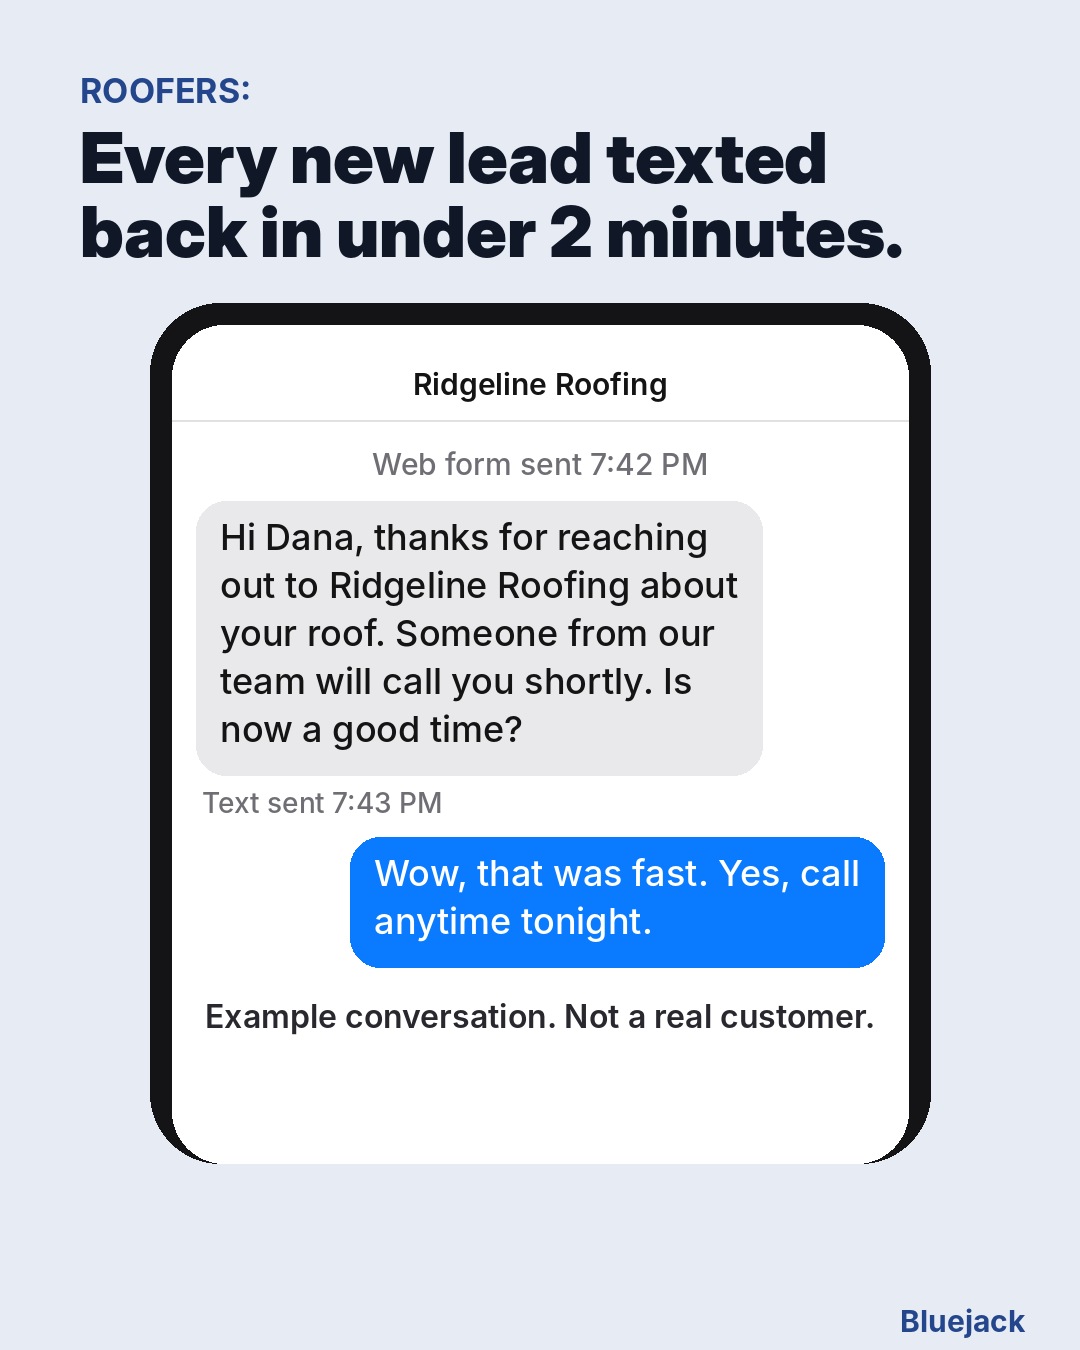 ROOFERS:
Every new lead texted
back in under 2 minutes.
Ridgeline Roofing
Web form sent 7:42 PM
Hi Dana, thanks for reaching
out to Ridgeline Roofing about
your roof. Someone from our
team will call you shortly. Is
now a good time?
Text sent 7:43 PM
Wow, that was fast. Yes, call
anytime tonight.
Example conversation. Not a real customer.
Bluejack